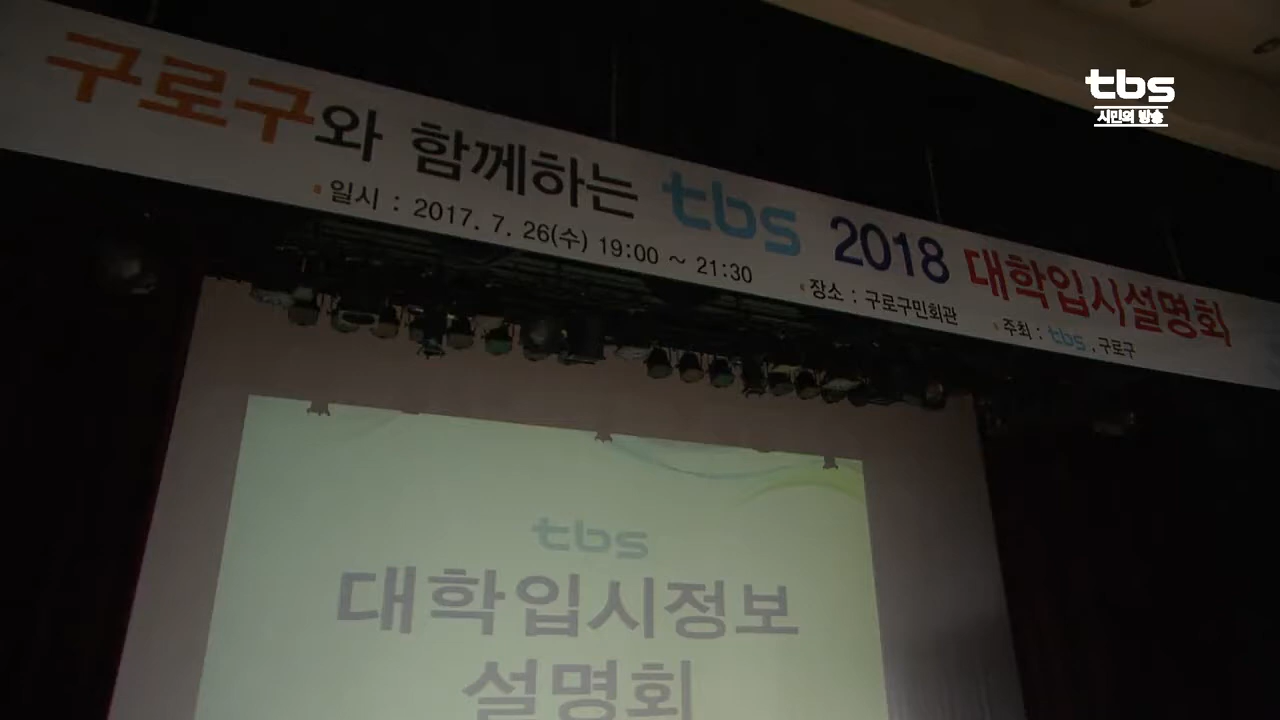 tbs
시민의 방송
구로구와 함께하는 tbs 2018 대학입시설명회
일시 : 2017. 7. 26(수) 19:00 ~ 21:30 장소 : 구로구민회관 주최 : tbs, 구로구
tbs
대학입시정보
설명회